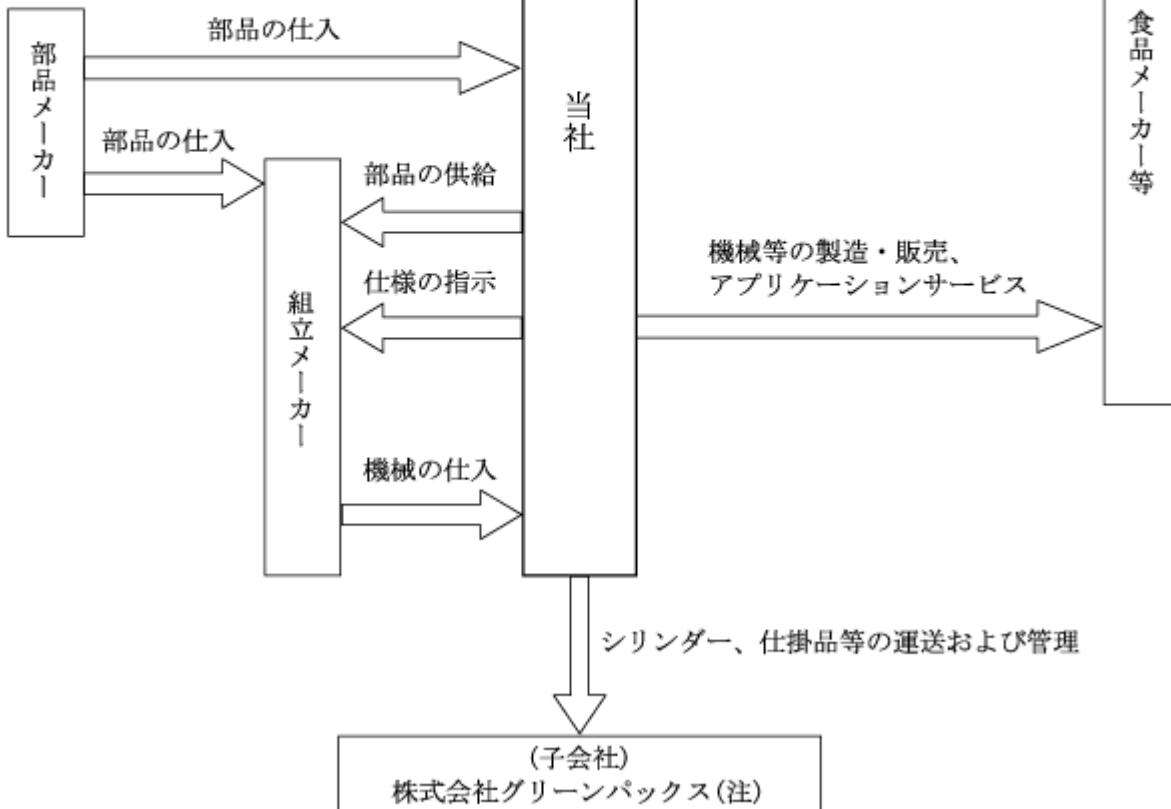 部品の仕入
部品メーカー
当社
食品メーカー等
部品の仕入
部品の供給
機械等の製造・販売、
アプリケーションサービス
仕様の指示
組立メーカー
機械の仕入
シリンダー、仕掛品等の運送および管理
(子会社)
株式会社グリーンパックス(注)